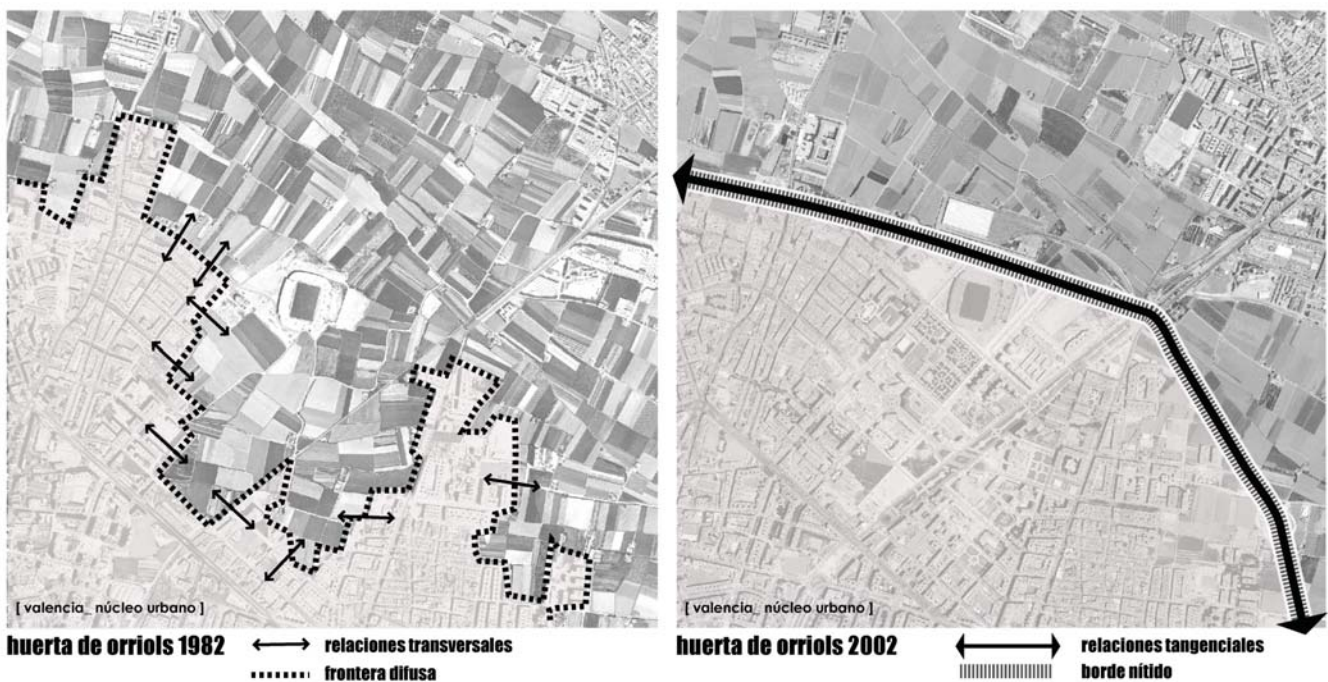 [ valencia_ núcleo urbano ]
huerta de orriols 1982
relaciones transversales
frontera difusa
[ valencia_ núcleo urbano ]
huerta de orriols 2002
relaciones tangenciales
borde nítido